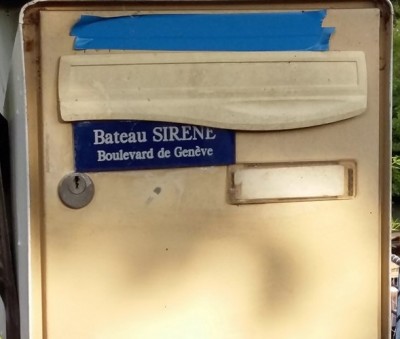 Bateau SIRENE
Boulevard de Genève